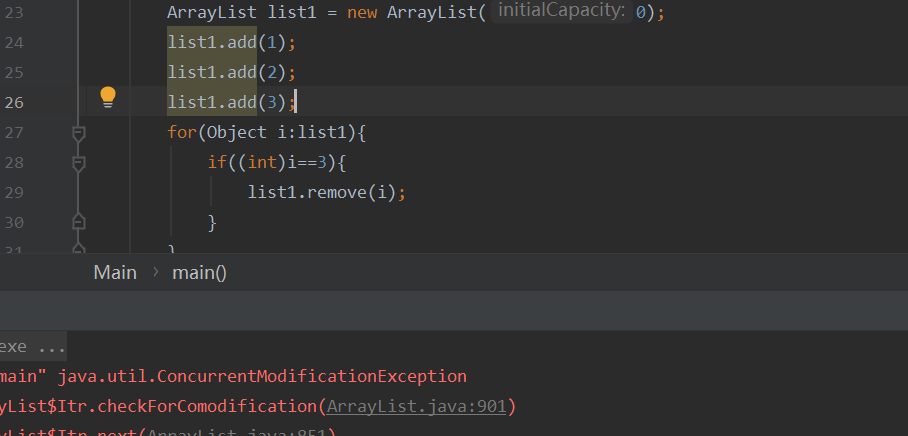 23 ArrayList list1 = new ArrayList( initialCapacity: 0);
24 list1.add(1);
25 list1.add(2);
26 list1.add(3);
27 for(Object i:list1){
28 if((int)i==3){
29 list1.remove(i);
30 }
31 }
Main › main()
exe ...
main" java.util.ConcurrentModificationException
yList$Itr.checkForComodification(ArrayList.java:901)
yList$Itr.next(ArrayList.java:851)